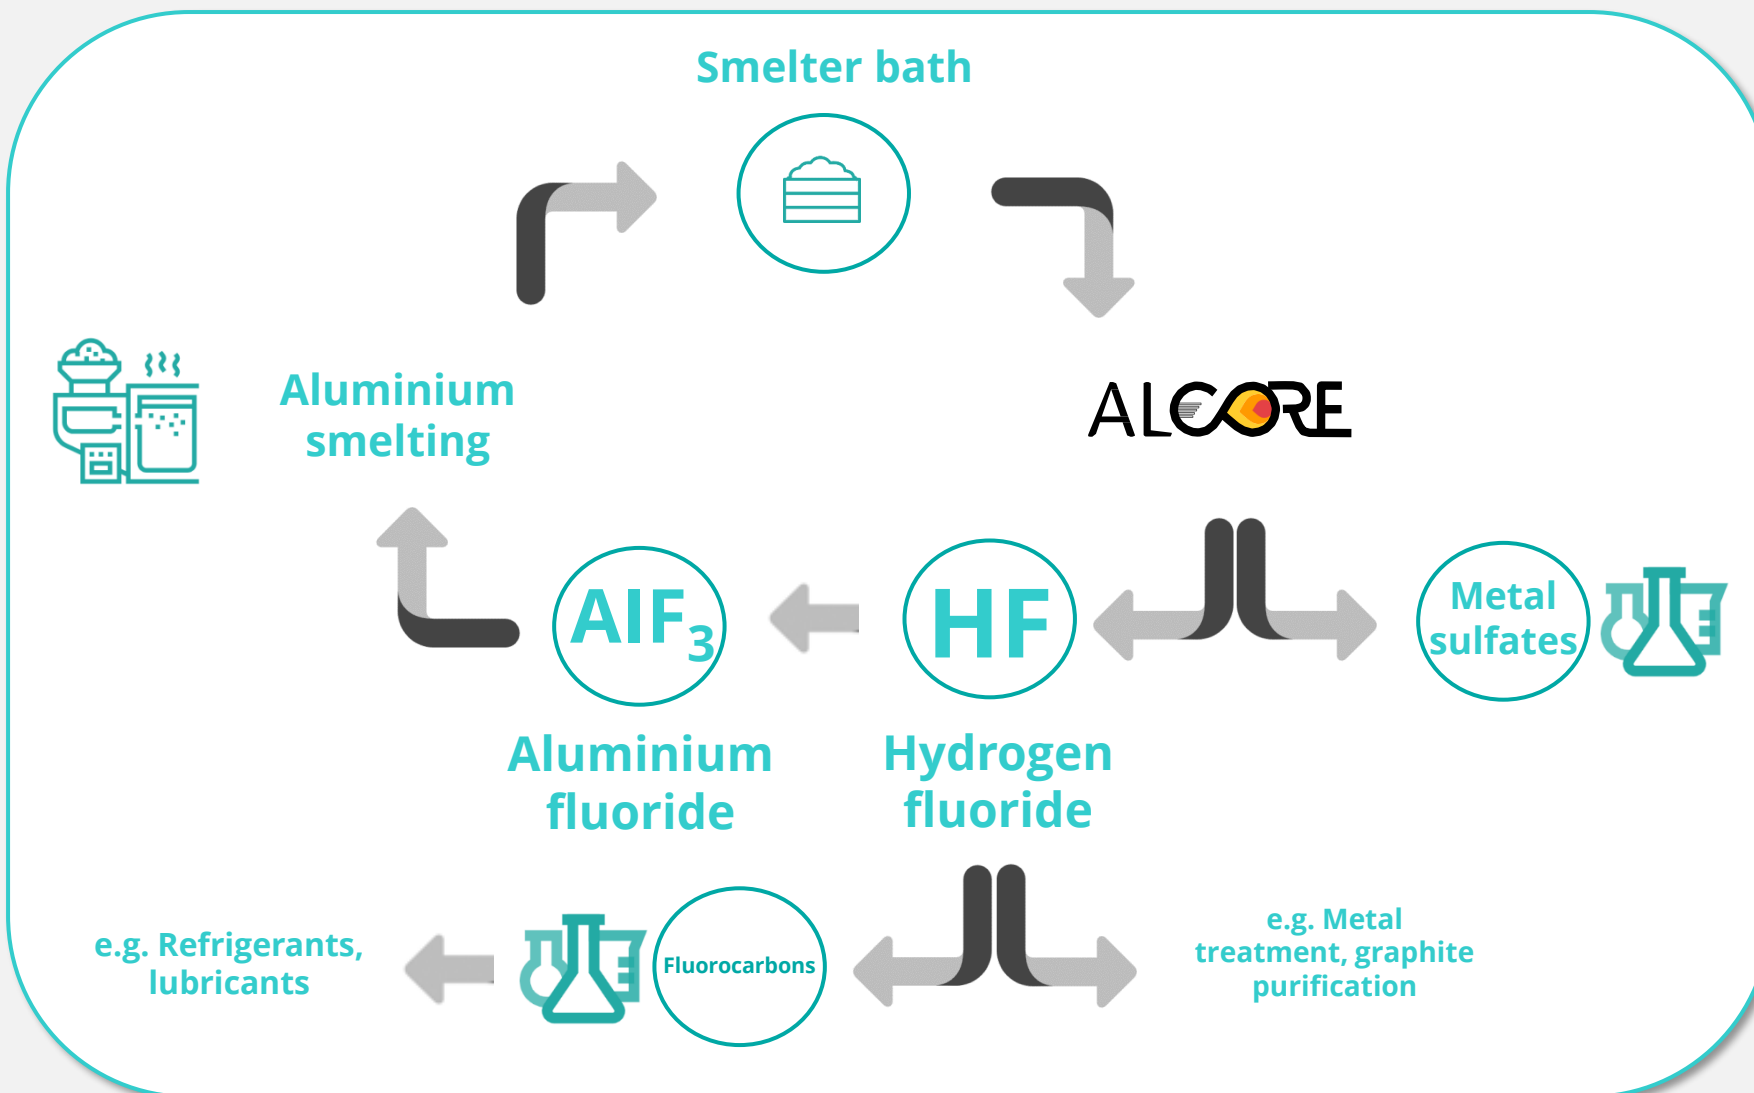 Smelter bath
Aluminium
smelting
ALCORE
AlF3
HF
Metal
sulfates
Aluminium
fluoride
Hydrogen
fluoride
e.g. Refrigerants,
lubricants
Fluorocarbons
e.g. Metal
treatment, graphite
purification